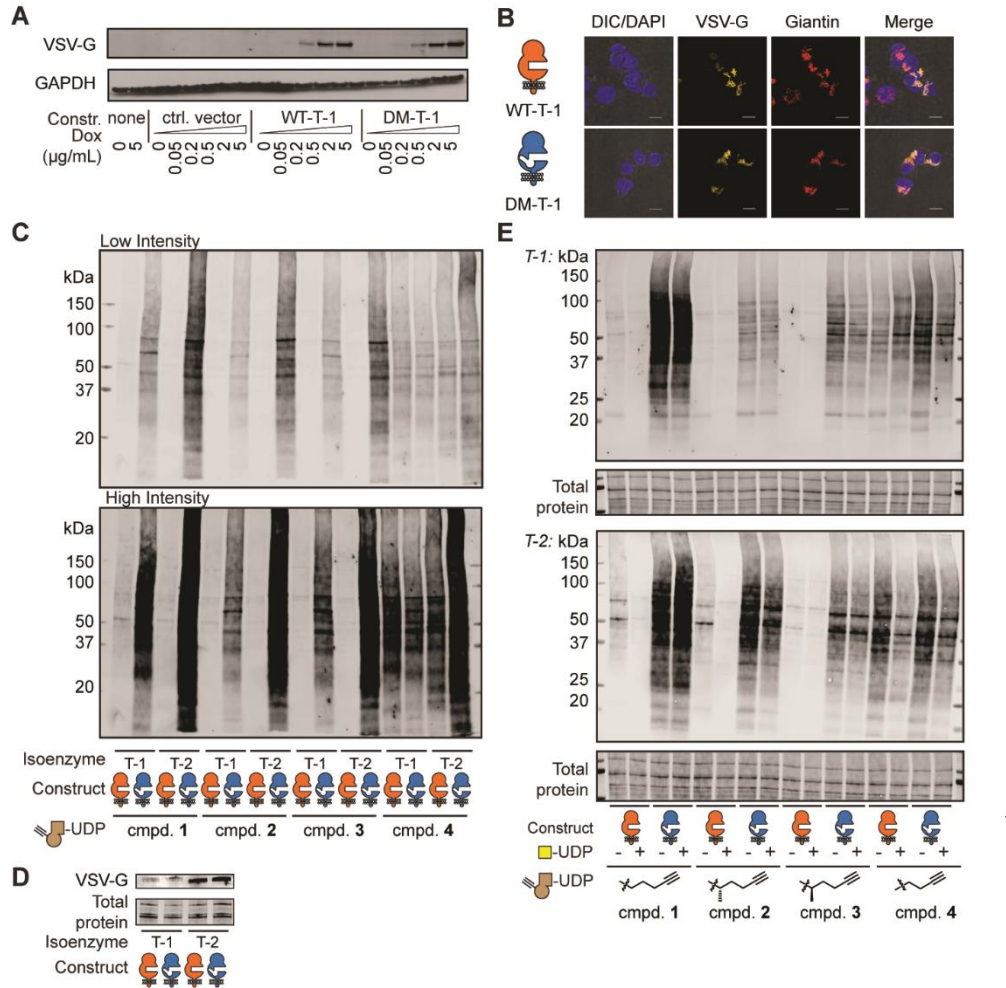 A
VSV-G
GAPDH
Constr. none ctrl. vector WT-T-1 DM-T-1
Dox
(µg/mL) 0 5 0 0.05 0.2 0.5 2 5 0 0.05 0.2 0.5 2 5 0 0.05 0.2 0.5 2 5
B
DIC/DAPI VSV-G Giantin Merge
WT-T-1
DM-T-1
C
Low Intensity
kDa
150
100
50
37
20
High Intensity
kDa
150
100
50
37
20
Isoenzyme T-1 T-2 T-1 T-2 T-1 T-2 T-1 T-2
Construct
-UDP cmpd. 1 cmpd. 2 cmpd. 3 cmpd. 4
D
VSV-G
Total
protein
Isoenzyme T-1 T-2
Construct
E
T-1: kDa
150
100
50
37
25
20
Total
protein
T-2: kDa
150
100
50
37
25
20
Total
protein
Construct
-UDP - + - + - + - + - + - + - + - +
-UDP
cmpd. 1 cmpd. 2 cmpd. 3 cmpd. 4